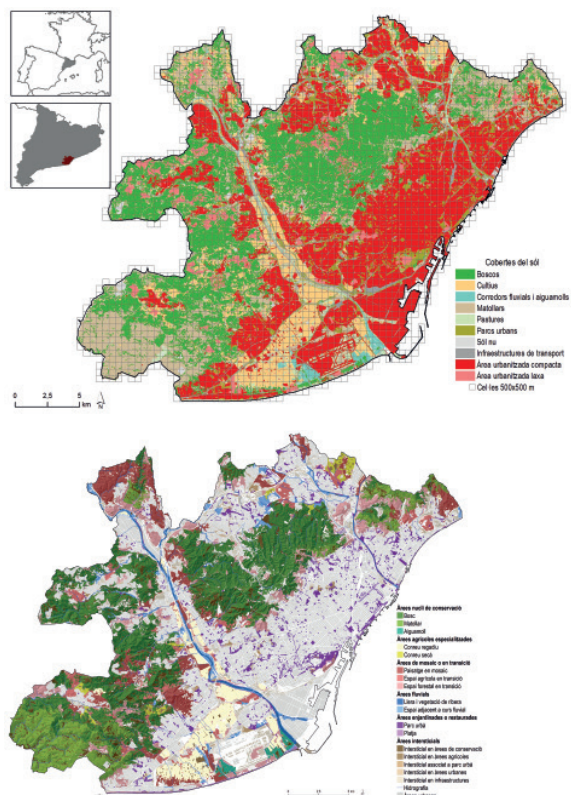 Cobertes del sòl
Boscos
Cultius
Corredors fluvials i aiguamolls
Matollars
Pastures
Parcs urbans
Sòl nu
Infraestructures de transport
Àrea urbanitzada compacta
Àrea urbanitzada laxa
Cel·les 500x500 m
0 2,5 5
km
N
Àrees nucli de conservació
Bosc
Matollar
Aiguamoll
Àrees agrícoles especialitzades
Conreu regadiu
Conreu secà
Àrees de mosaic o en transició
Paisatge en mosaic
Espai agrícola en transició
Espai forestal en transició
Àrees fluvials
Llera i vegetació de ribera
Espai adjacent a curs fluvial
Àrees enjardinades o restaurades
Parc urbà
Platja
Àrees intersticials
Intersticial en àrees de conservació
Intersticial en àrees agrícoles
Intersticial associat a parc urbà
Intersticial en àrees urbanes
Intersticial en infraestructures
Hidrografia